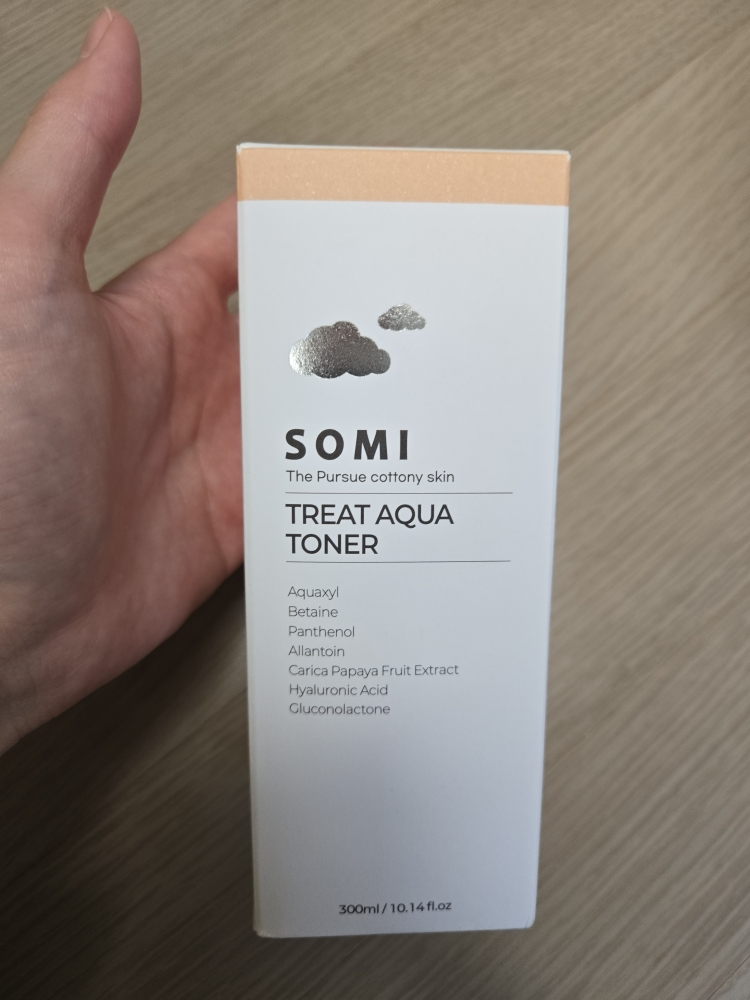 SOMI
The Pursue cottony skin
TREAT AQUA
TONER
Aquaxyl
Betaine
Panthenol
Allantoin
Carica Papaya Fruit Extract
Hyaluronic Acid
Gluconolactone
300ml / 10.14 fl.oz